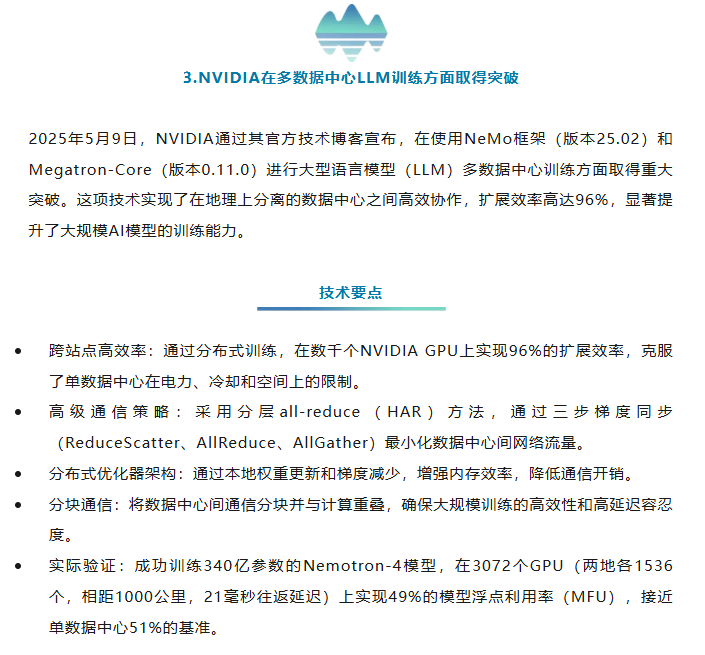 3.NVIDIA在多数据中心LLM训练方面取得突破
2025年5月9日，NVIDIA通过其官方技术博客宣布，在使用NeMo框架（版本25.02）和
Megatron-Core（版本0.11.0）进行大型语言模型（LLM）多数据中心训练方面取得重大
突破。这项技术实现了在地理上分离的数据中心之间高效协作，扩展效率高达96%，显著提
升了大规模AI模型的训练能力。
技术要点
● 跨站点高效率：通过分布式训练，在数千个NVIDIA GPU上实现96%的扩展效率，克服
了单数据中心在电力、冷却和空间上的限制。
● 高级通信策略：采用分层all-reduce（HAR）方法，通过三步梯度同步
（ReduceScatter、AllReduce、AllGather）最小化数据中心间网络流量。
● 分布式优化器架构：通过本地权重更新和梯度减少，增强内存效率，降低通信开销。
● 分块通信：将数据中心间通信分块并与计算重叠，确保大规模训练的高效性和高延迟容忍
度。
● 实际验证：成功训练340亿参数的Nemotron-4模型，在3072个GPU（两地各1536
个，相距1000公里，21毫秒往返延迟）上实现49%的模型浮点利用率（MFU），接近
单数据中心51%的基准。